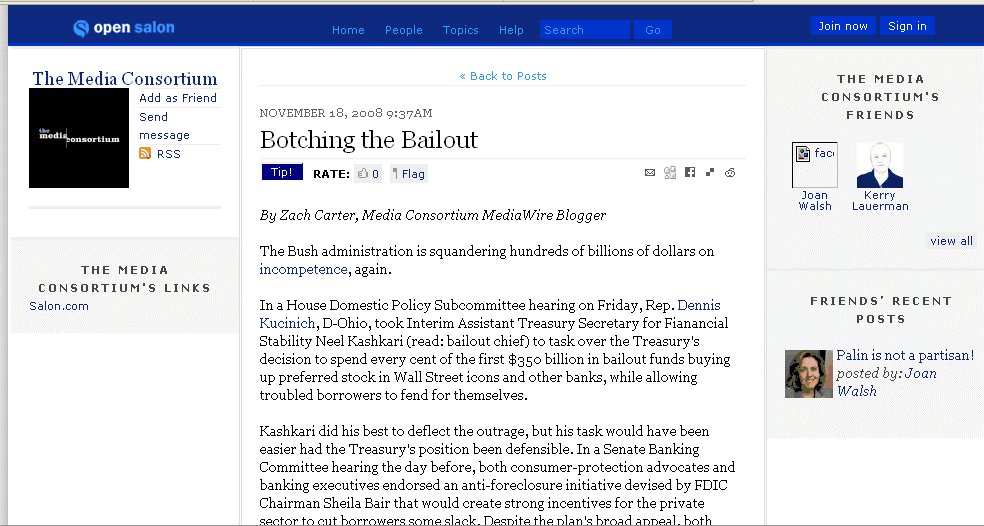 open salon
Home People Topics Help Search Go
Join now Sign in
The Media Consortium
the media consortium
Add as Friend
Send
message
RSS
THE MEDIA
CONSORTIUM'S LINKS
Salon.com
« Back to Posts
NOVEMBER 18, 2008 9:37AM
Botching the Bailout
Tip! RATE: 0 Flag
By Zach Carter, Media Consortium MediaWire Blogger
The Bush administration is squandering hundreds of billions of dollars on
incompetence, again.
In a House Domestic Policy Subcommittee hearing on Friday, Rep. Dennis
Kucinich, D-Ohio, took Interim Assistant Treasury Secretary for Fianancial
Stability Neel Kashkari (read: bailout chief) to task over the Treasury's
decision to spend every cent of the first $350 billion in bailout funds buying
up preferred stock in Wall Street icons and other banks, while allowing
troubled borrowers to fend for themselves.
Kashkari did his best to deflect the outrage, but his task would have been
easier had the Treasury's position been defensible. In a Senate Banking
Committee hearing the day before, both consumer-protection advocates and
banking executives endorsed an anti-foreclosure initiative devised by FDIC
Chairman Sheila Bair that would create strong incentives for the private
sector to cut borrowers some slack. Despite the plan's broad appeal, both
THE MEDIA
CONSORTIUM'S
FRIENDS
fac
Joan
Walsh
Kerry
Lauerman
view all
FRIENDS' RECENT
POSTS
Palin is not a partisan!
posted by: Joan
Walsh